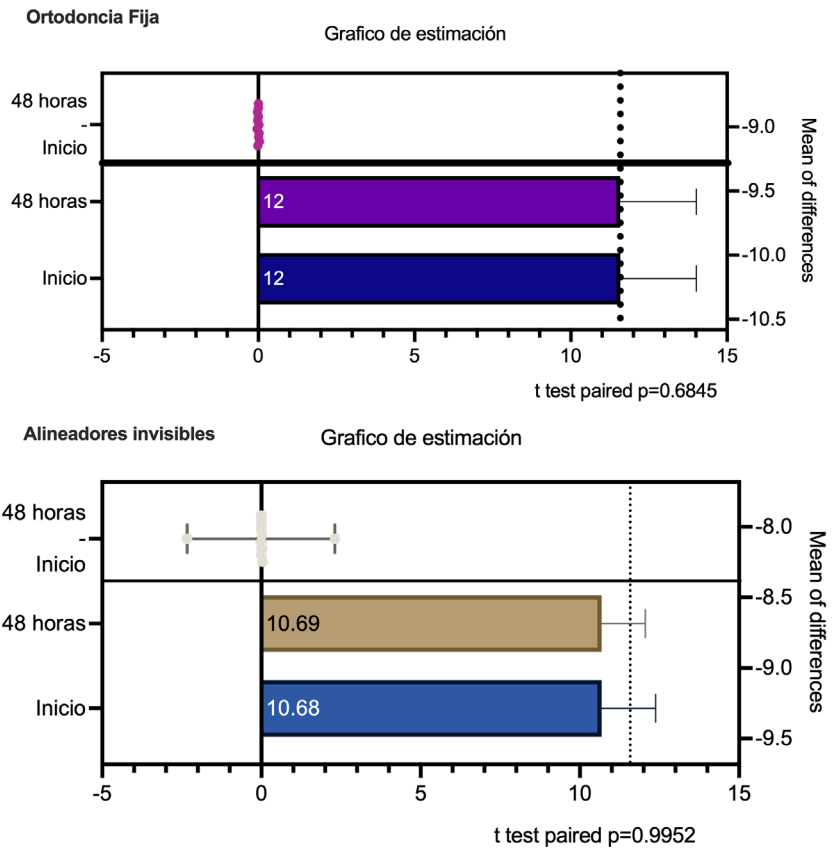 Ortodoncia Fija
Grafico de estimación
48 horas
-
Inicio
48 horas
12
Inicio
12
-9.0
-9.5
-10.0
-10.5
Mean of differences
-5
0
5
10
15
t test paired p=0.6845
Alineadores invisibles
Grafico de estimación
48 horas
-
Inicio
48 horas
10.69
Inicio
10.68
-8.0
-8.5
-9.0
-9.5
Mean of differences
-5
0
5
10
15
t test paired p=0.9952